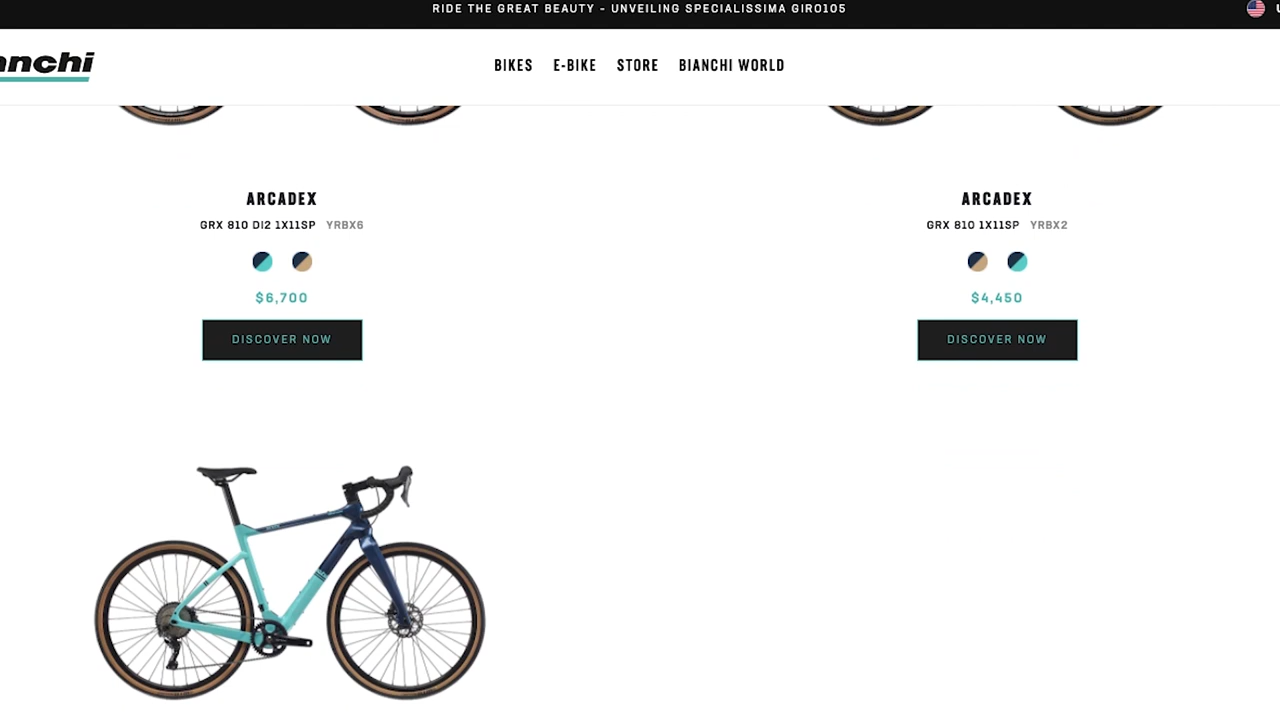 RIDE THE GREAT BEAUTY - UNVEILING SPECIALISSIMA GIRO105
anchi
BIKES E-BIKE STORE BIANCHI WORLD
ARCADEX
GRX 810 DI2 1X11SP YRBX6
$6,700
DISCOVER NOW
ARCADEX
GRX 810 1X11SP YRBX2
$4,450
DISCOVER NOW